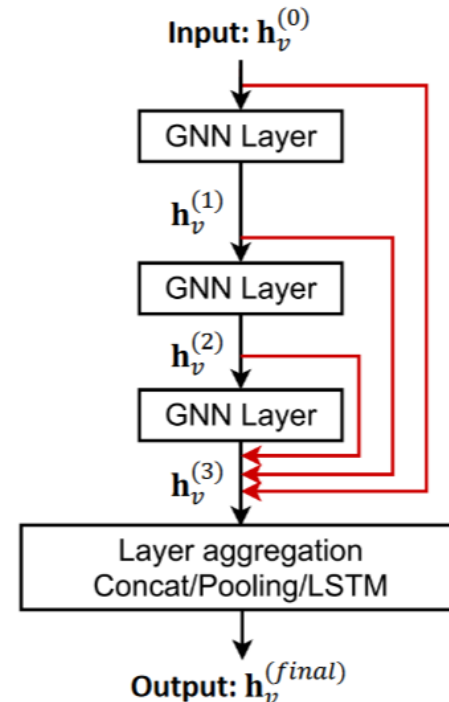 Input: h_v^{(0)}
GNN Layer
h_v^{(1)}
GNN Layer
h_v^{(2)}
GNN Layer
h_v^{(3)}
Layer aggregation
Concat/Pooling/LSTM
Output: h_v^{(final)}